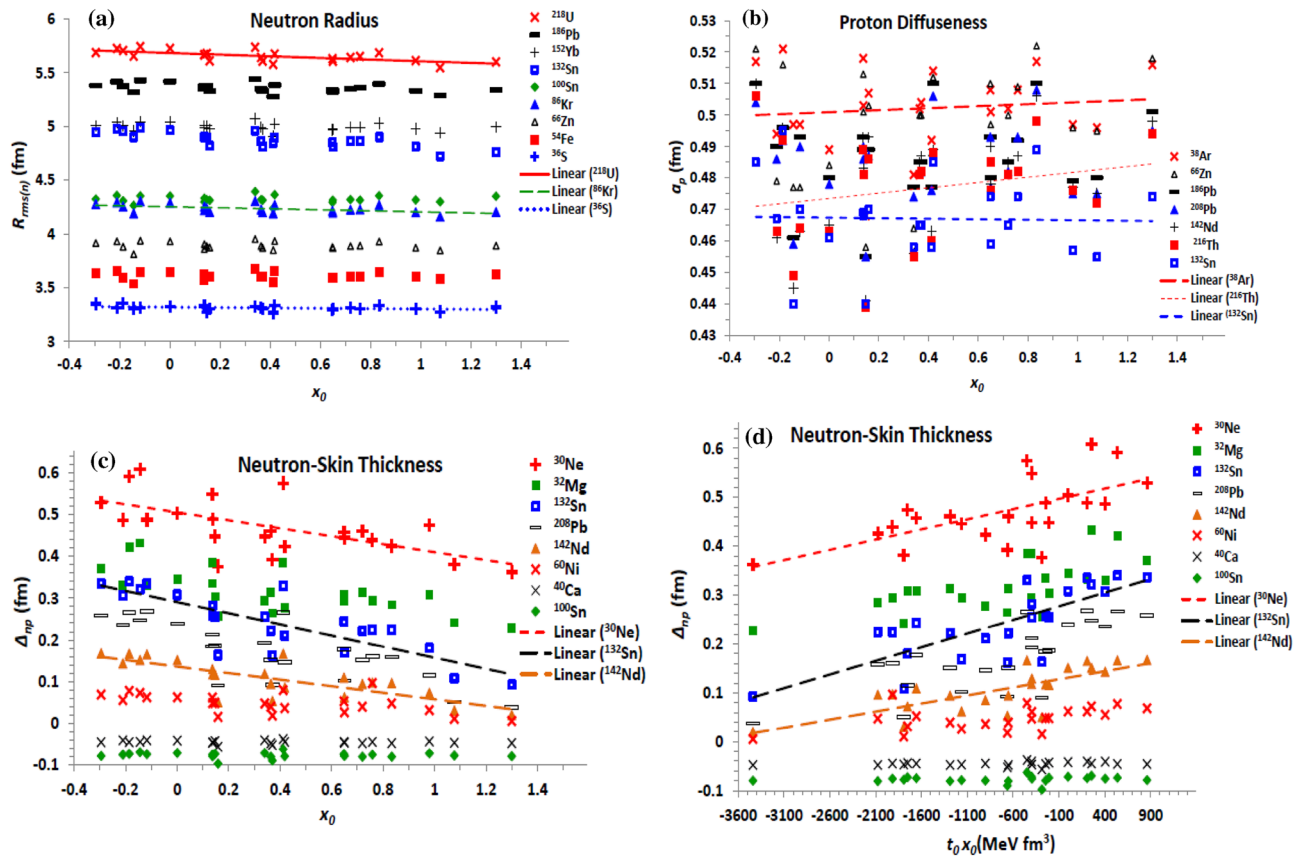 (a)
Neutron Radius
6
5.5
5
4.5
4
3.5
3
R rms(n) (fm)
-0.4 -0.2 0 0.2 0.4 0.6 0.8 1 1.2 1.4
x₀
²¹⁸U
¹⁸⁶Pb
¹⁵²Yb
¹³²Sn
¹⁰⁰Sn
⁸⁶Kr
⁶⁶Zn
⁵⁴Fe
³⁶S
Linear (²¹⁸U)
Linear (⁸⁶Kr)
Linear (³⁶S)
(b)
Proton Diffuseness
0.53
0.52
0.51
0.5
0.49
0.48
0.47
0.46
0.45
0.44
0.43
aₚ (fm)
-0.4 -0.2 0 0.2 0.4 0.6 0.8 1 1.2 1.4
x₀
³⁸Ar
⁶⁶Zn
¹⁸⁶Pb
²⁰⁸Pb
¹⁴²Nd
²¹⁶Th
¹³²Sn
Linear (³⁸Ar)
Linear (²¹⁶Th)
Linear (¹³²Sn)
(c)
Neutron-Skin Thickness
0.6
0.5
0.4
0.3
0.2
0.1
0
-0.1
Δnp (fm)
-0.4 -0.2 0 0.2 0.4 0.6 0.8 1 1.2 1.4
x₀
³⁰Ne
³²Mg
¹³²Sn
²⁰⁸Pb
¹⁴²Nd
⁶⁰Ni
⁴⁰Ca
¹⁰⁰Sn
Linear (³⁰Ne)
Linear (¹³²Sn)
Linear (¹⁴²Nd)
(d)
Neutron-Skin Thickness
0.6
0.5
0.4
0.3
0.2
0.1
0
-0.1
Δnp (fm)
-3600 -3100 -2600 -2100 -1600 -1100 -600 -100 400 900
t₀ x₀(MeV fm³)
³⁰Ne
³²Mg
¹³²Sn
²⁰⁸Pb
¹⁴²Nd
⁶⁰Ni
⁴⁰Ca
¹⁰⁰Sn
Linear (³⁰Ne)
Linear (¹³²Sn)
Linear (¹⁴²Nd)